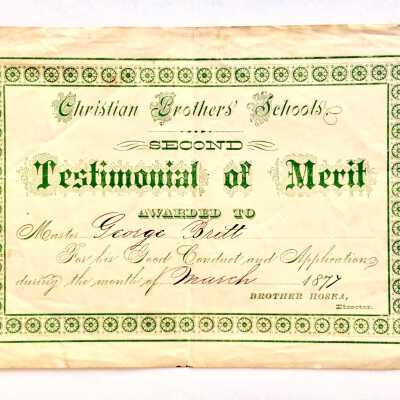 Christian Brothers' Schools.
SECOND
Testimonial of Merit
AWARDED TO
Master George Britt
For his Good Conduct and Application,
during the month of March 1877
BROTHER HOSEA,
Director.